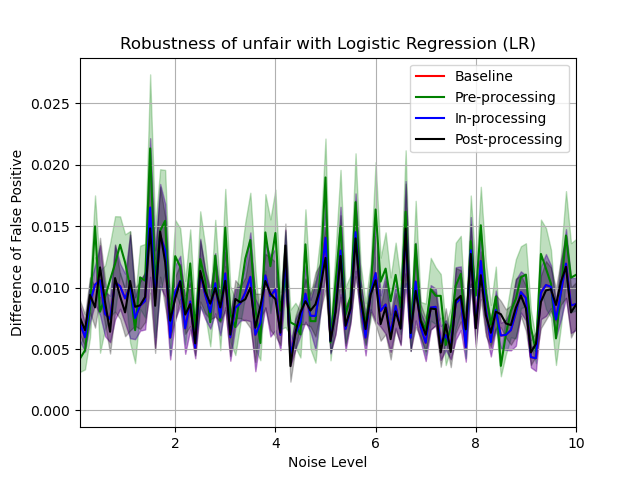 Robustness of unfair with Logistic Regression (LR)
Baseline
Pre-processing
In-processing
Post-processing
Difference of False Positive
0.025
0.020
0.015
0.010
0.005
0.000
2
4
6
8
10
Noise Level